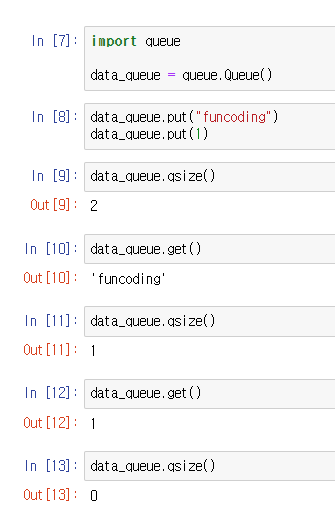 In [7]: import queue
data_queue = queue.Queue()
In [8]: data_queue.put("funcoding")
data_queue.put(1)
In [9]: data_queue.qsize()
Out[9]: 2
In [10]: data_queue.get()
Out[10]: 'funcoding'
In [11]: data_queue.qsize()
Out[11]: 1
In [12]: data_queue.get()
Out[12]: 1
In [13]: data_queue.qsize()
Out[13]: 0